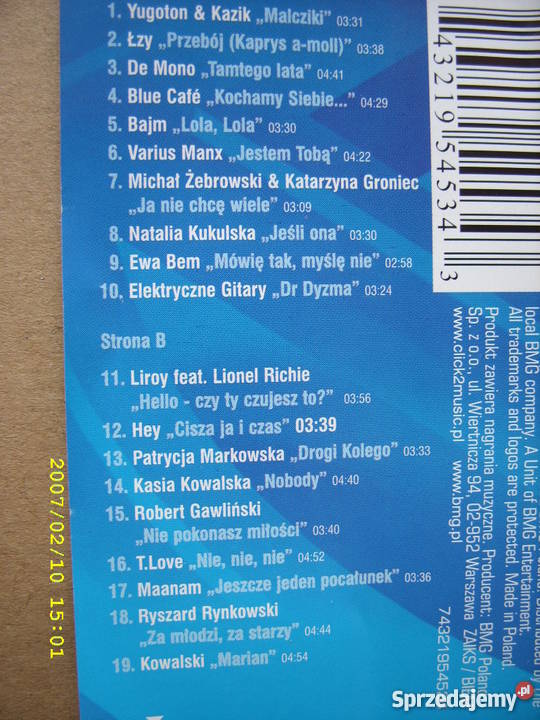 1. Yugoton & Kazik „Malcziki" 03:31
2. Łzy „Przebój (Kaprys a-moll)" 03:38
3. De Mono „Tamtego lata" 04:41
4. Blue Café „Kochamy Siebie..." 04:29
5. Bajm „Lola, Lola" 03:30
6. Varius Manx „Jestem Tobą" 04:22
7. Michał Żebrowski & Katarzyna Groniec
„Ja nie chcę wiele" 03:09
8. Natalia Kukulska „Jeśli ona" 03:30
9. Ewa Bem „Mówię tak, myślę nie" 02:58
10. Elektryczne Gitary „Dr Dyzma" 03:24
Strona B
11. Liroy feat. Lionel Richie
„Hello - czy ty czujesz to?" 03:56
12. Hey „Cisza ja i czas" 03:39
13. Patrycja Markowska „Drogi Kolego" 03:33
14. Kasia Kowalska „Nobody" 04:40
15. Robert Gawliński
„Nie pokonasz miłości" 03:40
16. T.Love „Nie, nie, nie" 04:52
17. Maanam „Jeszcze jeden pocałunek" 03:36
18. Ryszard Rynkowski
„Za młodzi, za starzy" 04:44
19. Kowalski „Marian" 04:54
43219 54534 3
local BMG company. A Unit of BMG Entertainment.
All trademarks and logos are protected. Made in Poland.
Produkt zawiera nagrania muzyczne. Producent: BMG Poland
Sp. z o.o., ul. Wiertnicza 94, 02-952 Warszawa ZAIKS /
www.click2music.pl www.bmg.pl
2007/02/10 15:01
Sprzedajemy.pl